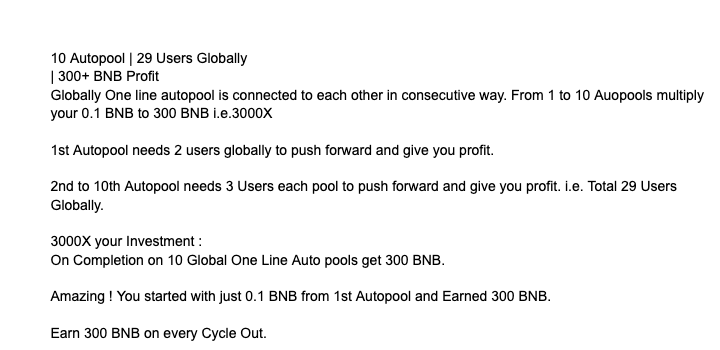 10 Autopool | 29 Users Globally
| 300+ BNB Profit
Globally One line autopool is connected to each other in consecutive way. From 1 to 10 Auopools multiply
your 0.1 BNB to 300 BNB i.e.3000X
1st Autopool needs 2 users globally to push forward and give you profit.
2nd to 10th Autopool needs 3 Users each pool to push forward and give you profit. i.e. Total 29 Users
Globally.
3000X your Investment :
On Completion on 10 Global One Line Auto pools get 300 BNB.
Amazing ! You started with just 0.1 BNB from 1st Autopool and Earned 300 BNB.
Earn 300 BNB on every Cycle Out.